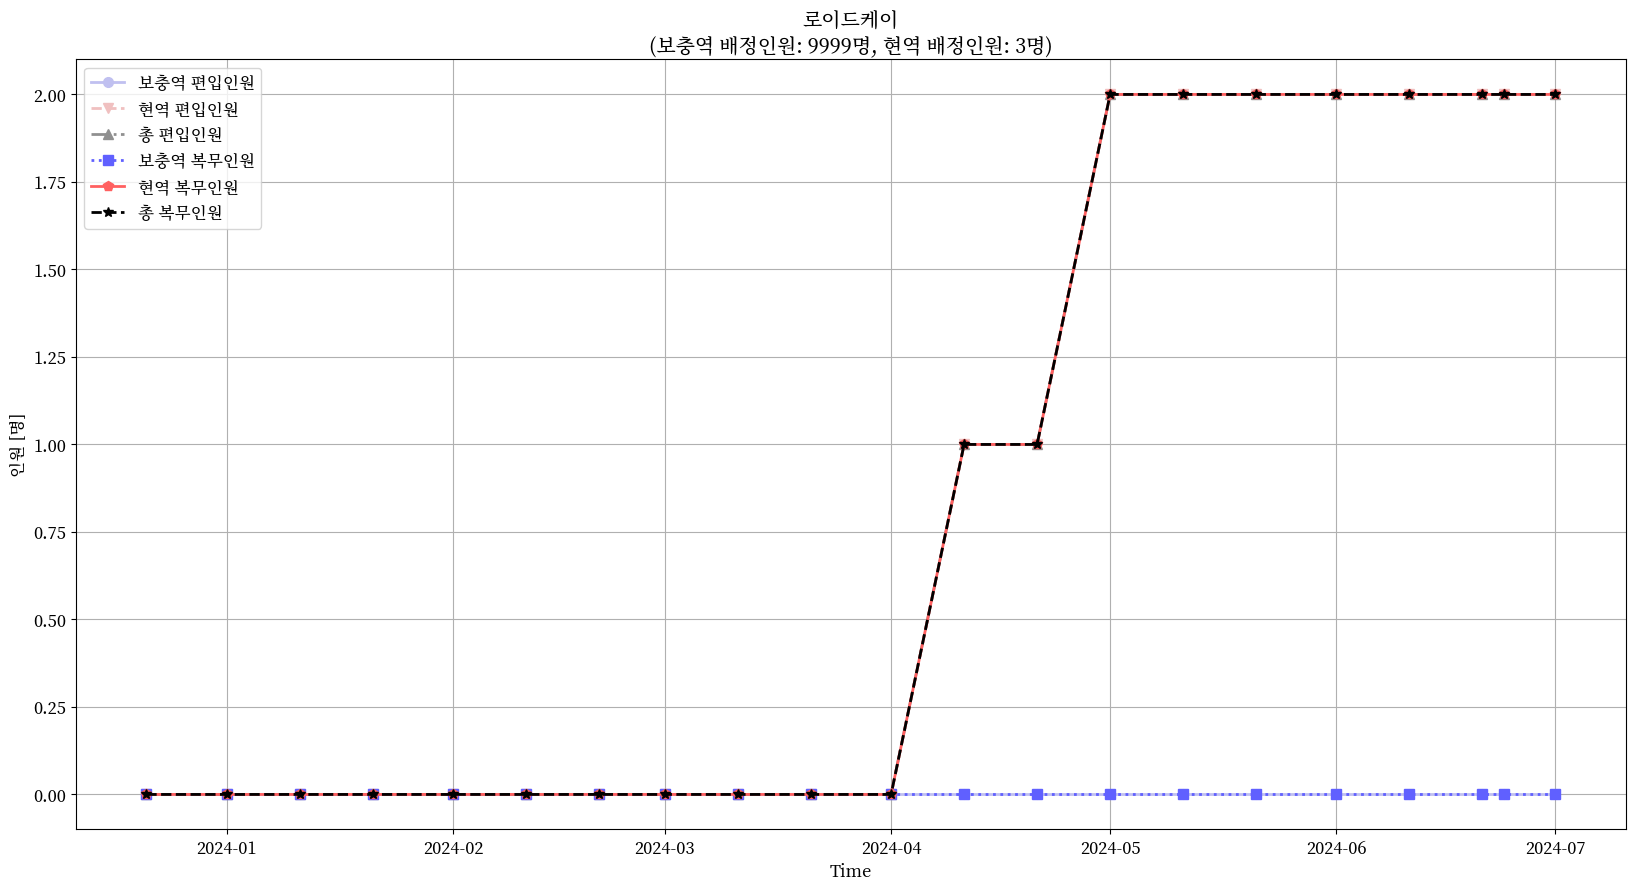 로이드케이
(보충역 배정인원: 9999명, 현역 배정인원: 3명)
보충역 편입인원
현역 편입인원
총 편입인원
보충역 복무인원
현역 복무인원
총 복무인원
2.00
1.75
1.50
1.25
1.00
0.75
0.50
0.25
0.00
인원 [명]
2024-01 2024-02 2024-03 2024-04 2024-05 2024-06 2024-07
Time